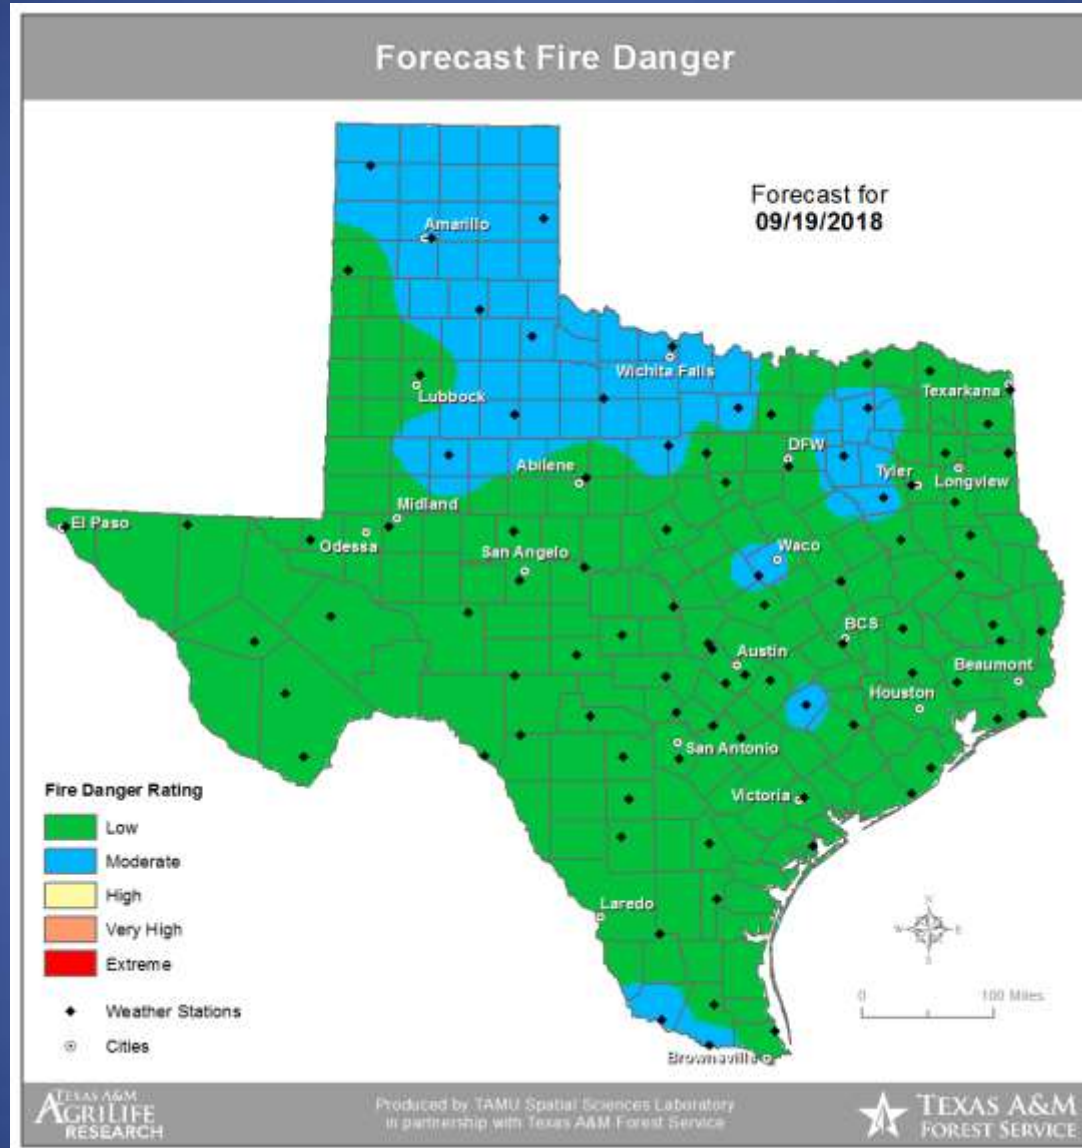 Forecast Fire Danger
Forecast for
09/19/2018
Amarillo
Wichita Falls
Lubbock
Texarkana
DFW
Abilene
Tyler
Longview
Midland
El Paso
Odessa
San Angelo
Waco
BCS
Austin
Beaumont
Houston
San Antonio
Victoria
Laredo
Brownsville
Fire Danger Rating
Low
Moderate
High
Very High
Extreme
Weather Stations
Cities
N
W E
S
0 100 Miles
TEXAS A&M
AGRILIFE
RESEARCH
Produced by TAMU Spatial Sciences Laboratory
in partnership with Texas A&M Forest Service
TEXAS A&M
FOREST SERVICE